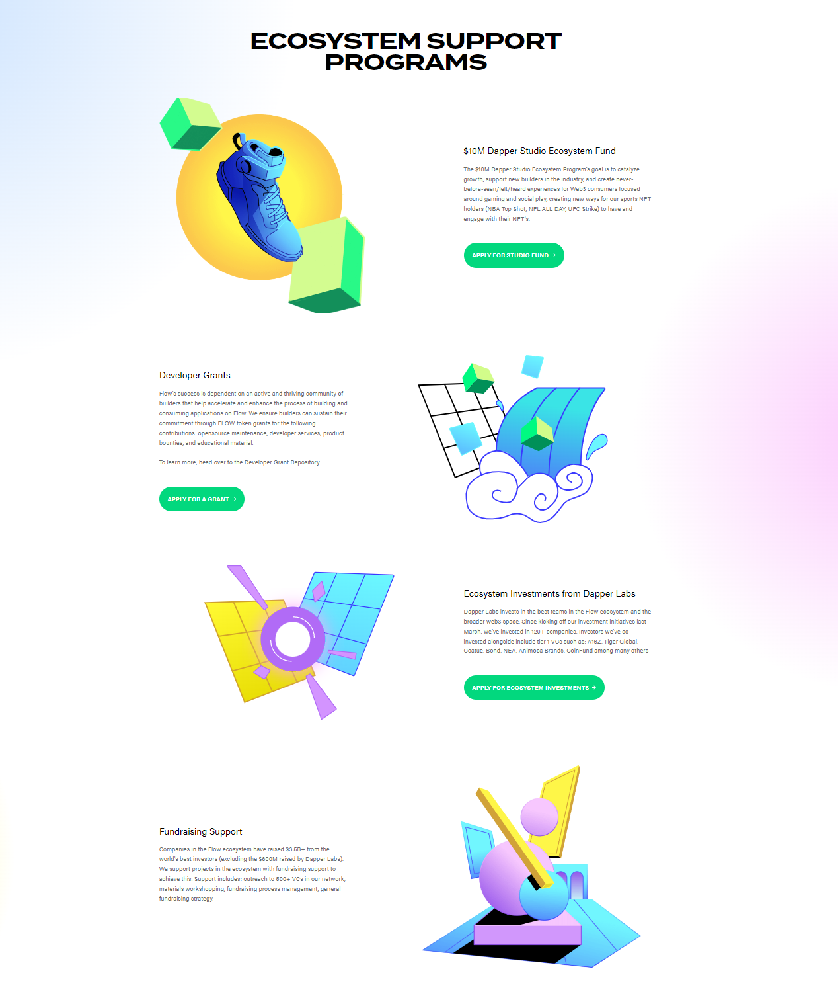 ECOSYSTEM SUPPORT
PROGRAMS
$10M Dapper Studio Ecosystem Fund
The $10M Dapper Studio Ecosystem Program's goal is to catalyze
growth, support new builders in the industry, and create never-
before-seen/felt/heard experiences for Web3 consumers focused
around gaming and social play, creating new ways for our sports NFT
holders (NBA Top Shot, NFL ALL DAY, UFC Strike) to have and
engage with their NFT's.
APPLY FOR STUDIO FUND →
Developer Grants
Flow's success is dependent on an active and thriving community of
builders that help accelerate and enhance the process of building and
consuming applications on Flow. We ensure builders can sustain their
commitment through FLOW token grants for the following
contributions: opensource maintenance, developer services, product
bounties, and educational material.
To learn more, head over to the Developer Grant Repository:
APPLY FOR A GRANT →
Ecosystem Investments from Dapper Labs
Dapper Labs invests in the best teams in the Flow ecosystem and the
broader web3 space. Since kicking off our investment initiatives last
March, we've invested in 120+ companies. Investors we've co-
invested alongside include tier 1 VCs such as: A16Z, Tiger Global,
Coatue, Bond, NEA, Animoca Brands, CoinFund among many others
APPLY FOR ECOSYSTEM INVESTMENTS →
Fundraising Support
Companies in the Flow ecosystem have raised $3.5B+ from the
world's best investors (excluding the $600M raised by Dapper Labs).
We support projects in the ecosystem with fundraising support to
achieve this. Support includes: outreach to 500+ VCs in our network,
materials workshopping, fundraising process management, general
fundraising strategy.